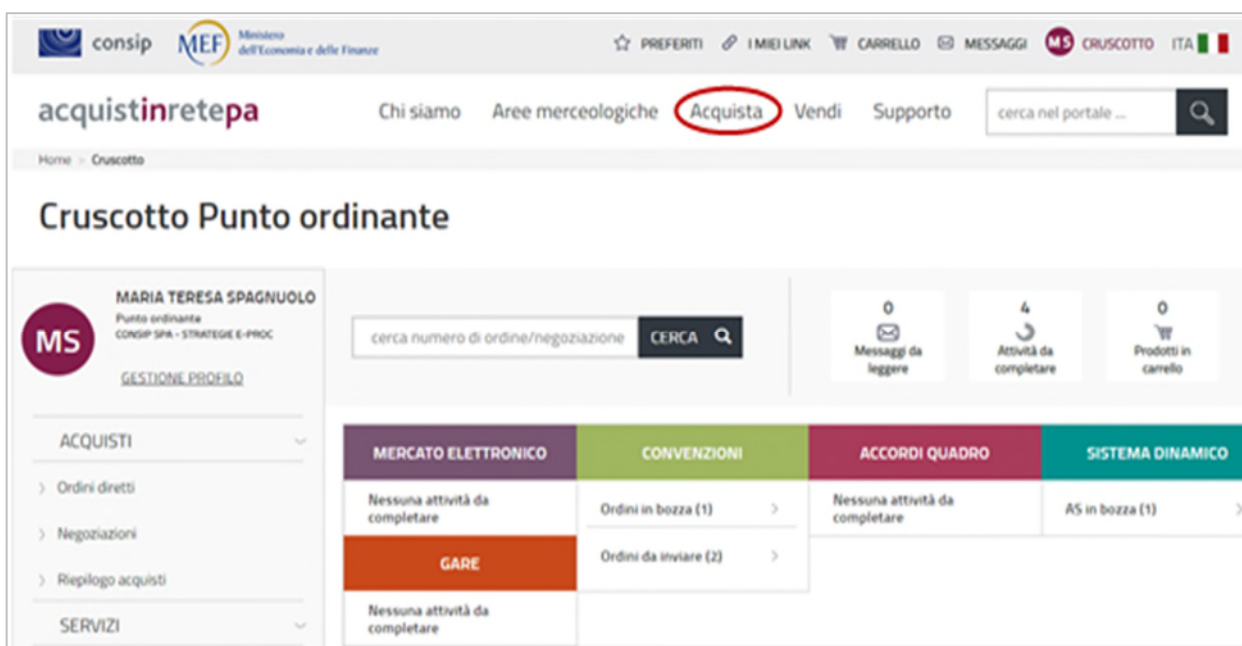 consip MEF Ministero
dell'Economia e delle Finanze
PREFERITI I MIEI LINK CARRELLO MESSAGGI MS CRUSCOTTO ITA
acquistinretepa Chi siamo Aree merceologiche Acquista Vendi Supporto cerca nel portale ...
Home > Cruscotto
Cruscotto Punto ordinante
MS
MARIA TERESA SPAGNUOLO
Punto ordinante
CONSIP SPA - STRATEGIE E-PROC
GESTIONE PROFILO
cerca numero di ordine/negoziazione CERCA
0
Messaggi da
leggere
4
Attività da
completare
0
Prodotti in
carrello
ACQUISTI
Ordini diretti
Negoziazioni
Riepilogo acquisti
SERVIZI
MERCATO ELETTRONICO
Nessuna attività da
completare
GARE
Nessuna attività da
completare
CONVENZIONI
Ordini in bozza (1)
Ordini da inviare (2)
ACCORDI QUADRO
Nessuna attività da
completare
SISTEMA DINAMICO
AS in bozza (1)